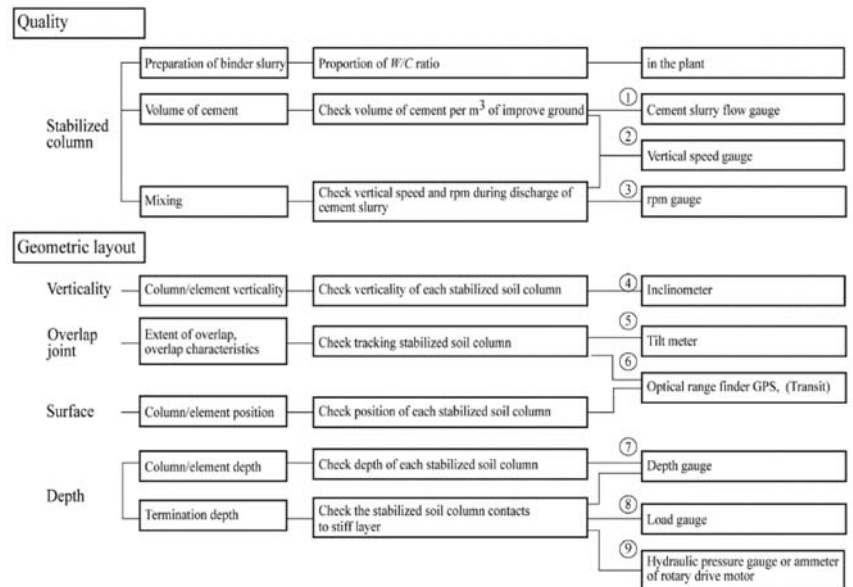 Quality
Preparation of binder slurry
Proportion of W/C ratio
in the plant
Stabilized
column
Volume of cement
Check volume of cement per m³ of improve ground
①
Cement slurry flow gauge
②
Vertical speed gauge
Mixing
Check vertical speed and rpm during discharge of
cement slurry
③
rpm gauge
Geometric layout
Verticality
Column/element verticality
Check verticality of each stabilized soil column
④
Inclinometer
Overlap
joint
Extent of overlap,
overlap characteristics
Check tracking stabilized soil column
⑤
Tilt meter
⑥
Optical range finder GPS, (Transit)
Surface
Column/element position
Check position of each stabilized soil column
Depth
Column/element depth
Check depth of each stabilized soil column
⑦
Depth gauge
Termination depth
Check the stabilized soil column contacts
to stiff layer
⑧
Load gauge
⑨
Hydraulic pressure gauge or ammeter
of rotary drive motor